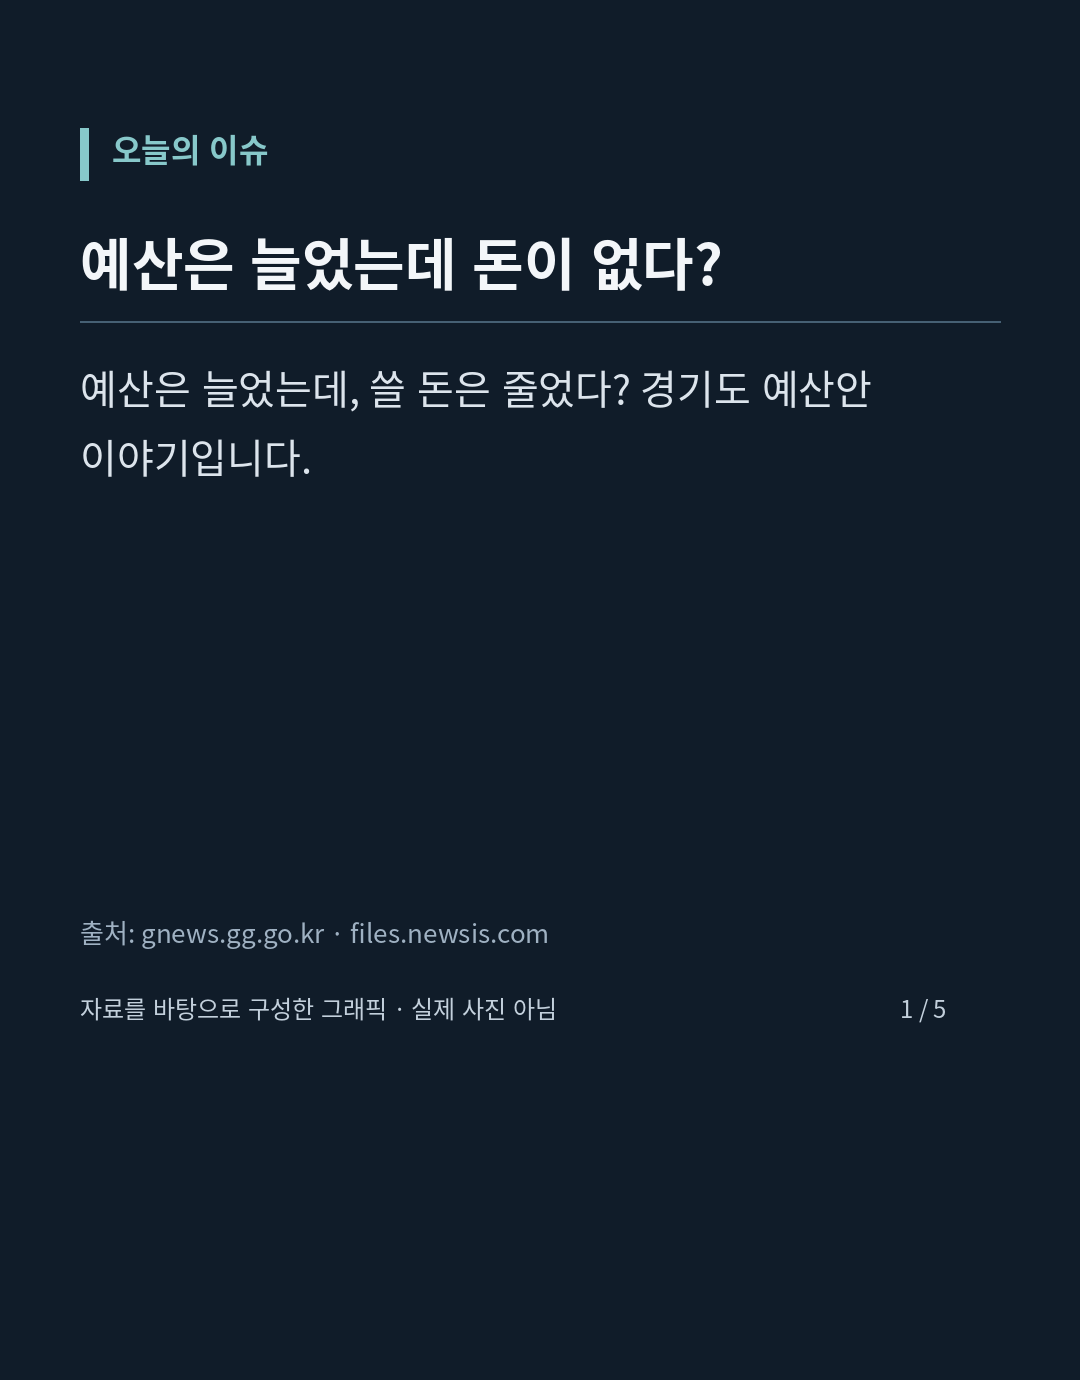 오늘의 이슈
예산은 늘었는데 돈이 없다?
예산은 늘었는데, 쓸 돈은 줄었다? 경기도 예산안
이야기입니다.
출처: gnews.gg.go.kr · files.newsis.com
자료를 바탕으로 구성한 그래픽 · 실제 사진 아님
1 / 5